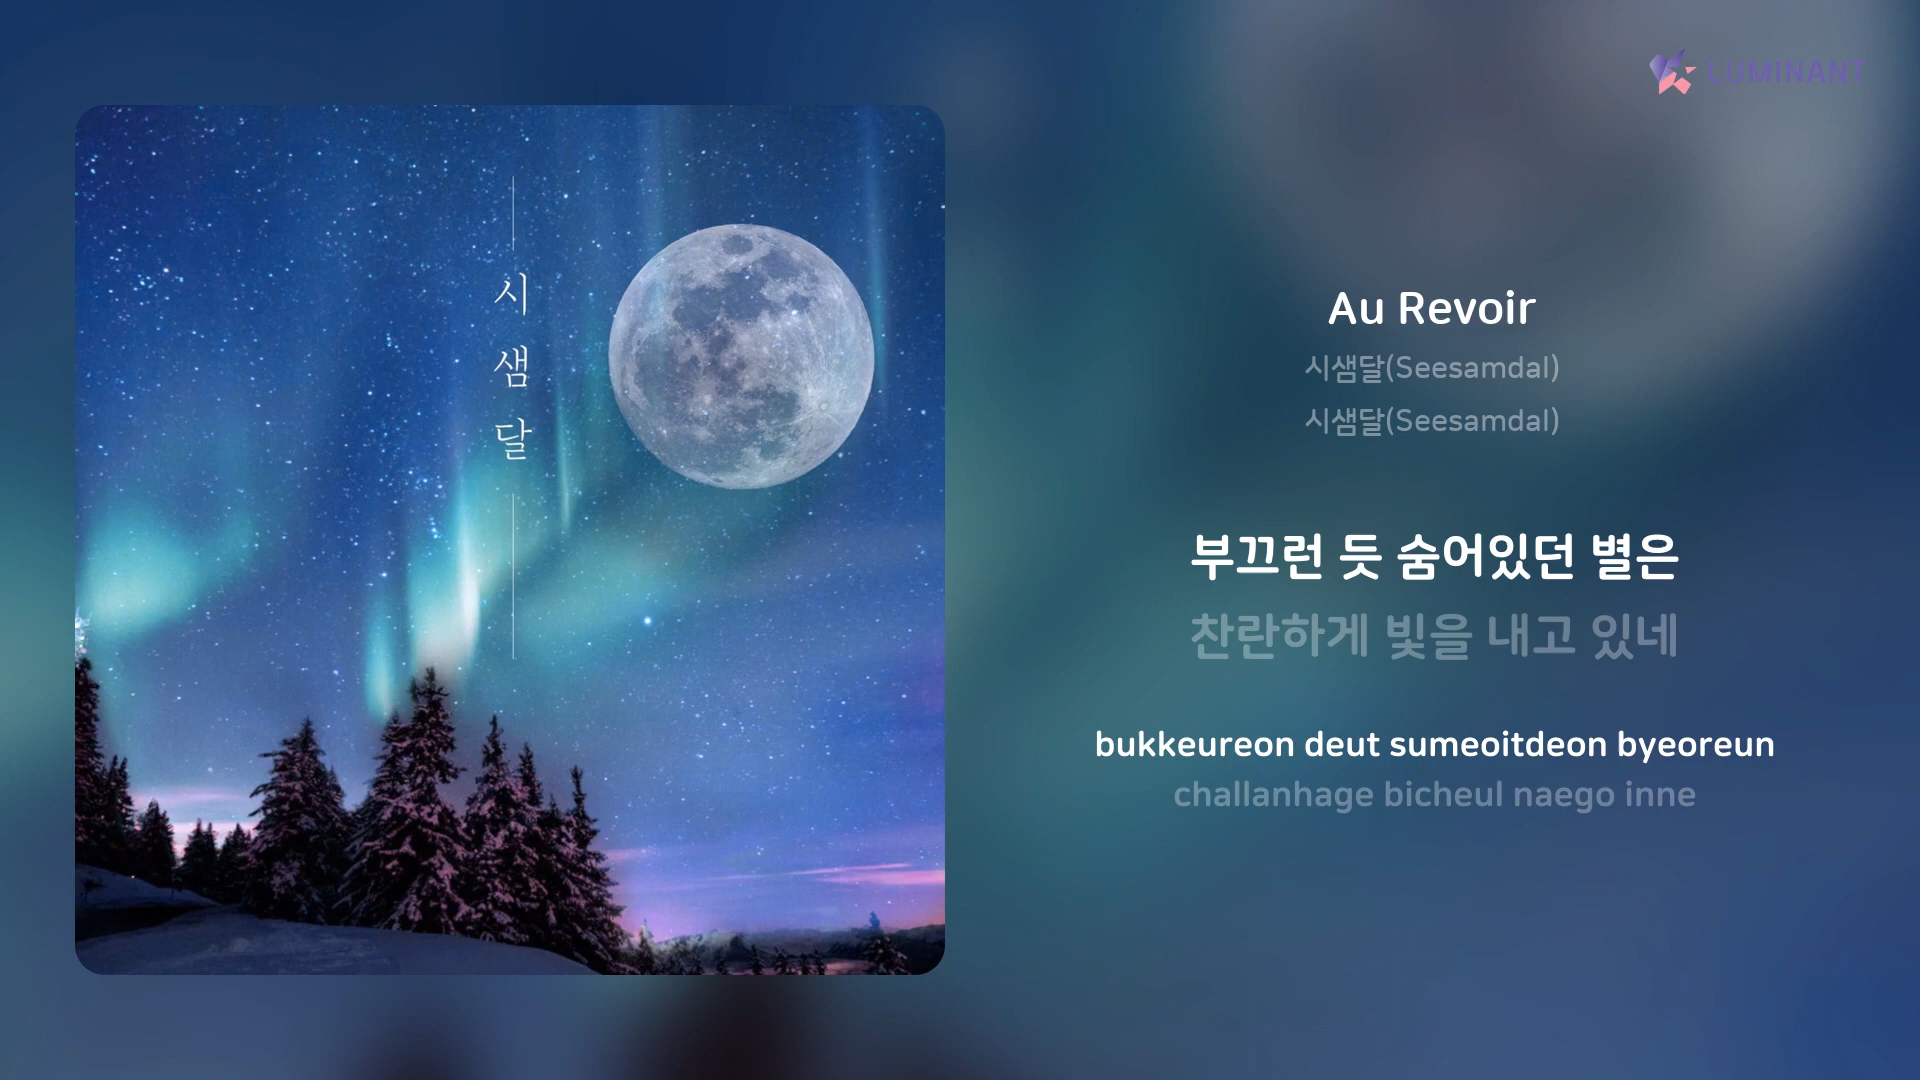 시샘달
LUMINANT
Au Revoir
시샘달(Seesamdal)
시샘달(Seesamdal)
부끄런 듯 숨어있던 별은
찬란하게 빛을 내고 있네
bukkeureon deut sumeoitdeon byeoreun
challanhage bicheul naego inne